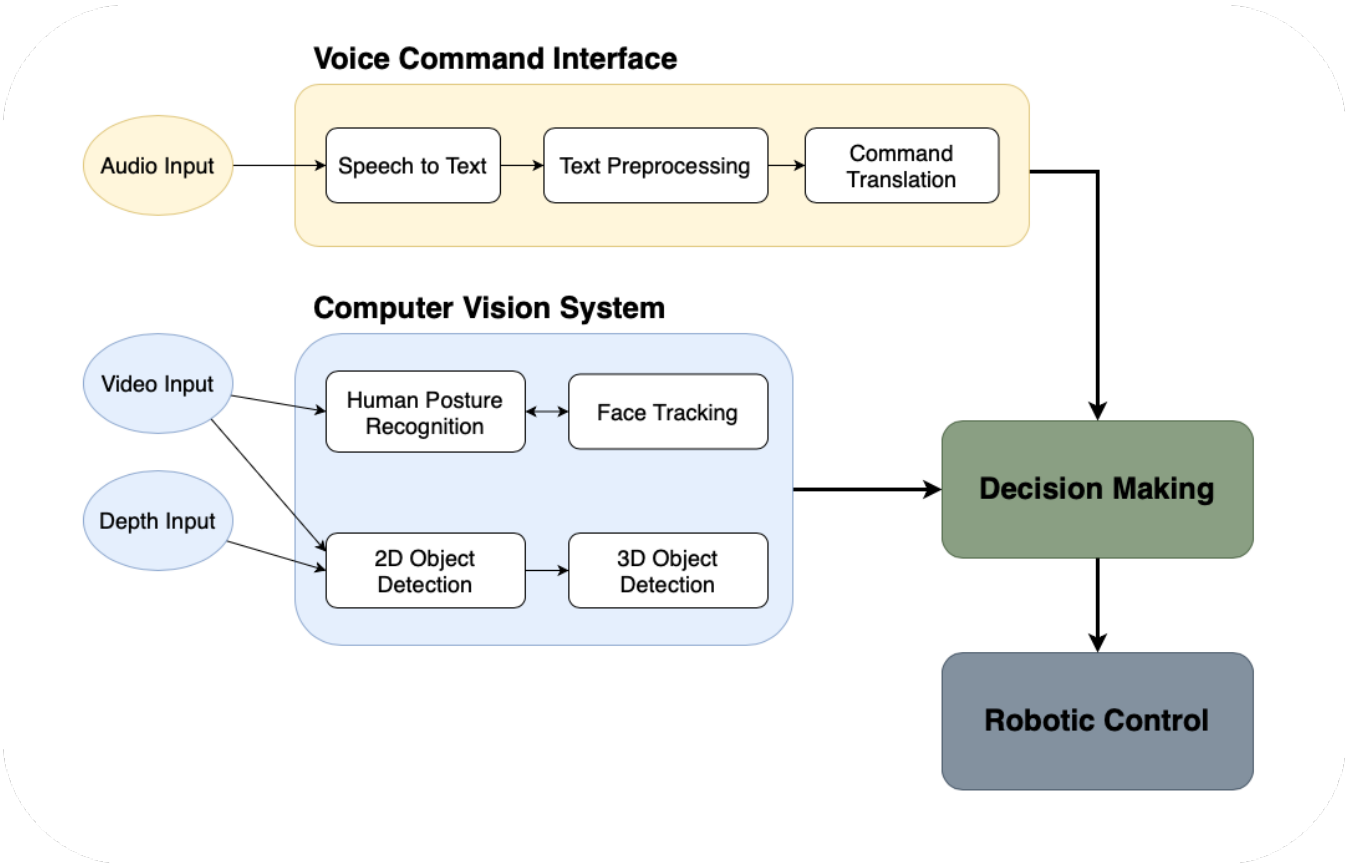 Voice Command Interface
Audio Input
Speech to Text
Text Preprocessing
Command
Translation
Computer Vision System
Video Input
Human Posture
Recognition
Face Tracking
Depth Input
2D Object
Detection
3D Object
Detection
Decision Making
Robotic Control